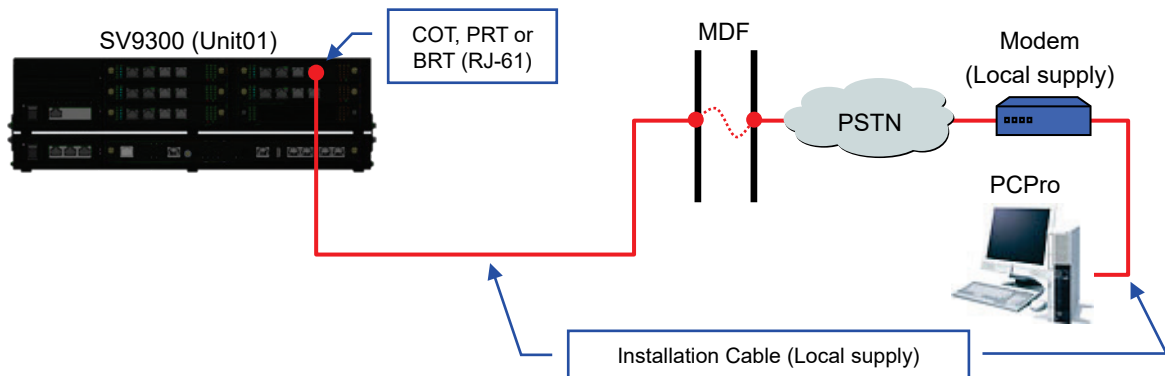 SV9300 (Unit01)
COT, PRT or
BRT (RJ-61)
MDF
Modem
(Local supply)
PSTN
PCPro
Installation Cable (Local supply)